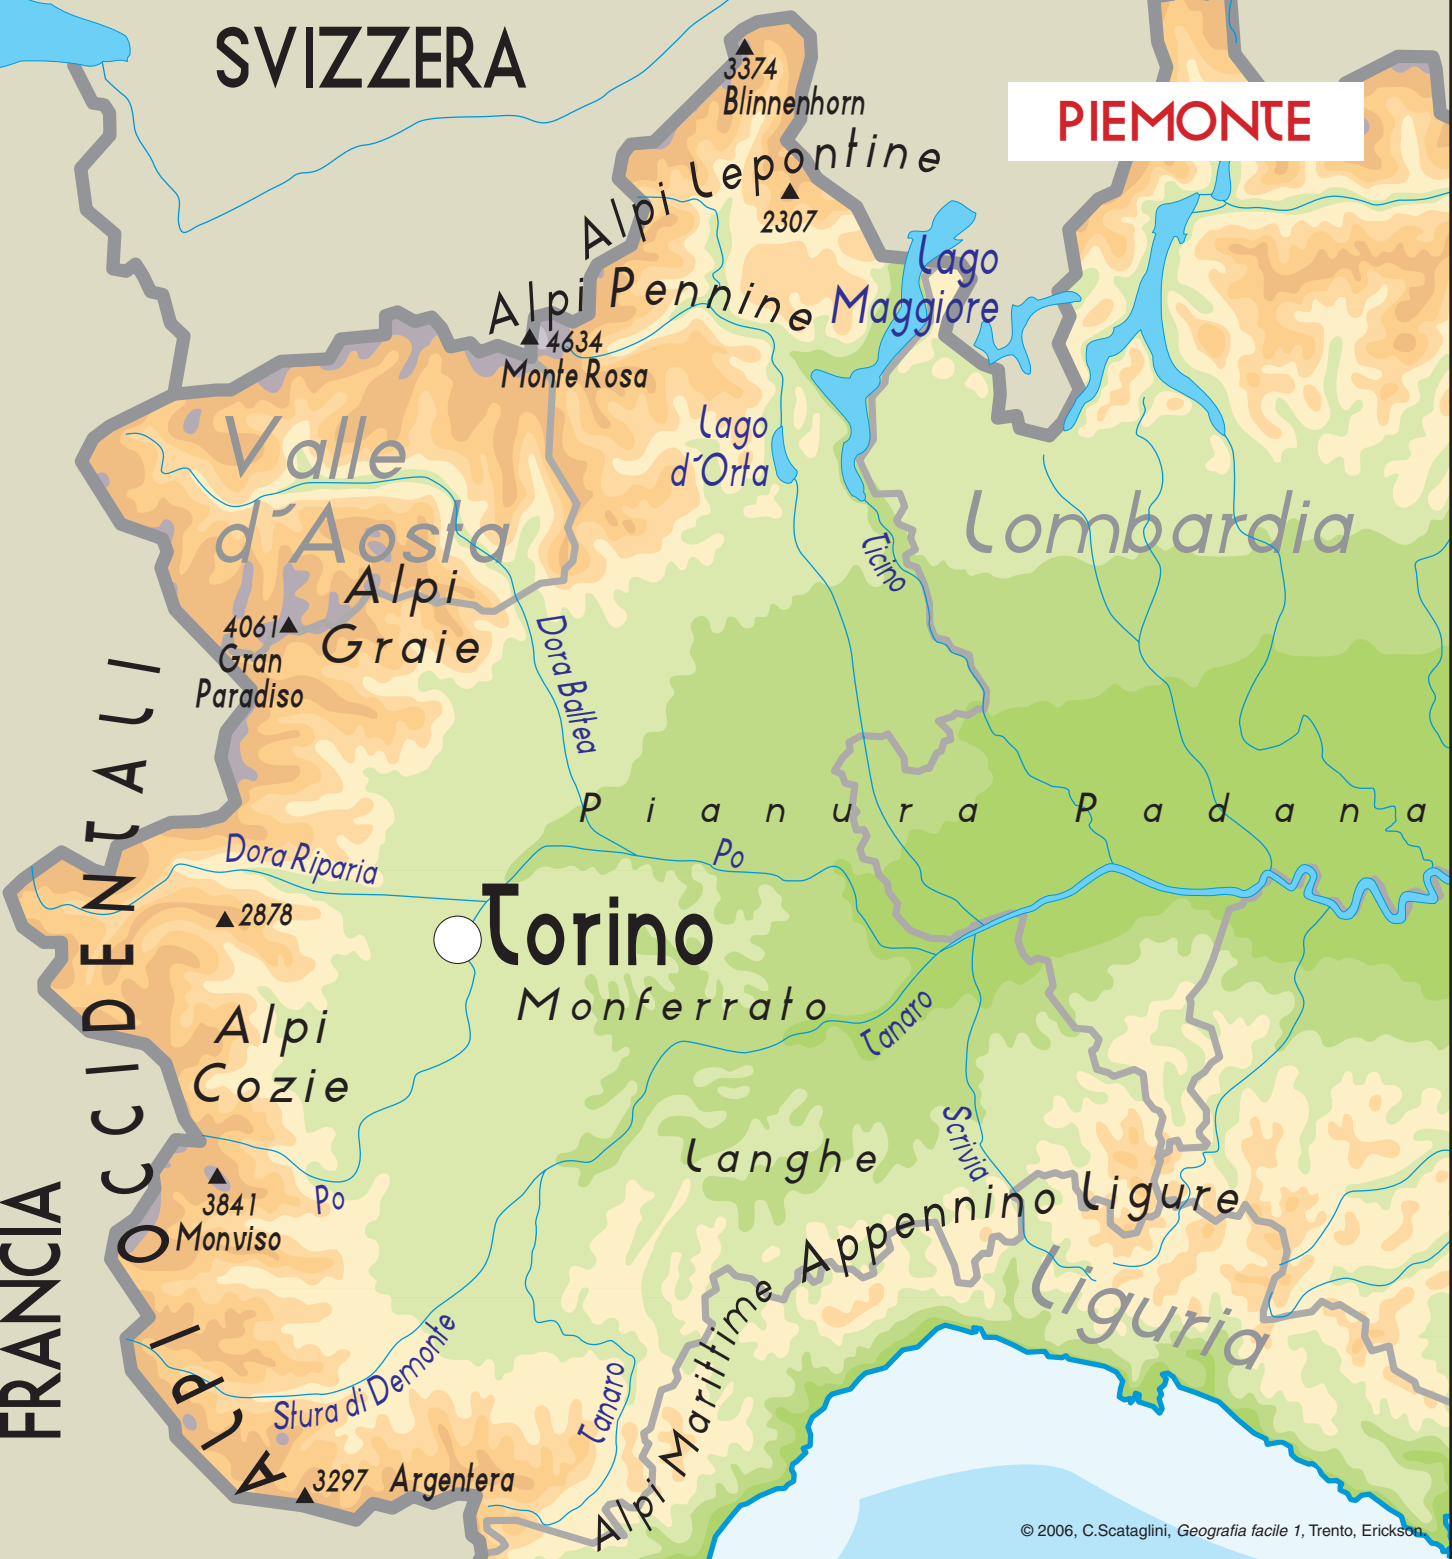 SVIZZERA
3374
Blinnenhorn
PIEMONTE
Alpi Lepontine
2307
Lago
Maggiore
Alpi Pennine
4634
Monte Rosa
Lago
d'Orta
Valle
d'Aosta
Lombardia
Ticino
Alpi
Graie
4061
Gran
Paradiso
Dora Baltea
Pianura Padana
Dora Riparia
Po
Torino
2878
Monferrato
Tanaro
Alpi
Cozie
Scrivia
Langhe
3841
Monviso
Po
FRANCIA
ALPI OCCIDENTALI
Appennino Ligure
Liguria
Alpi Marittime
Stura di Demonte
Tanaro
3297 Argentera
© 2006, C.Scataglini, Geografia facile 1, Trento, Erickson.